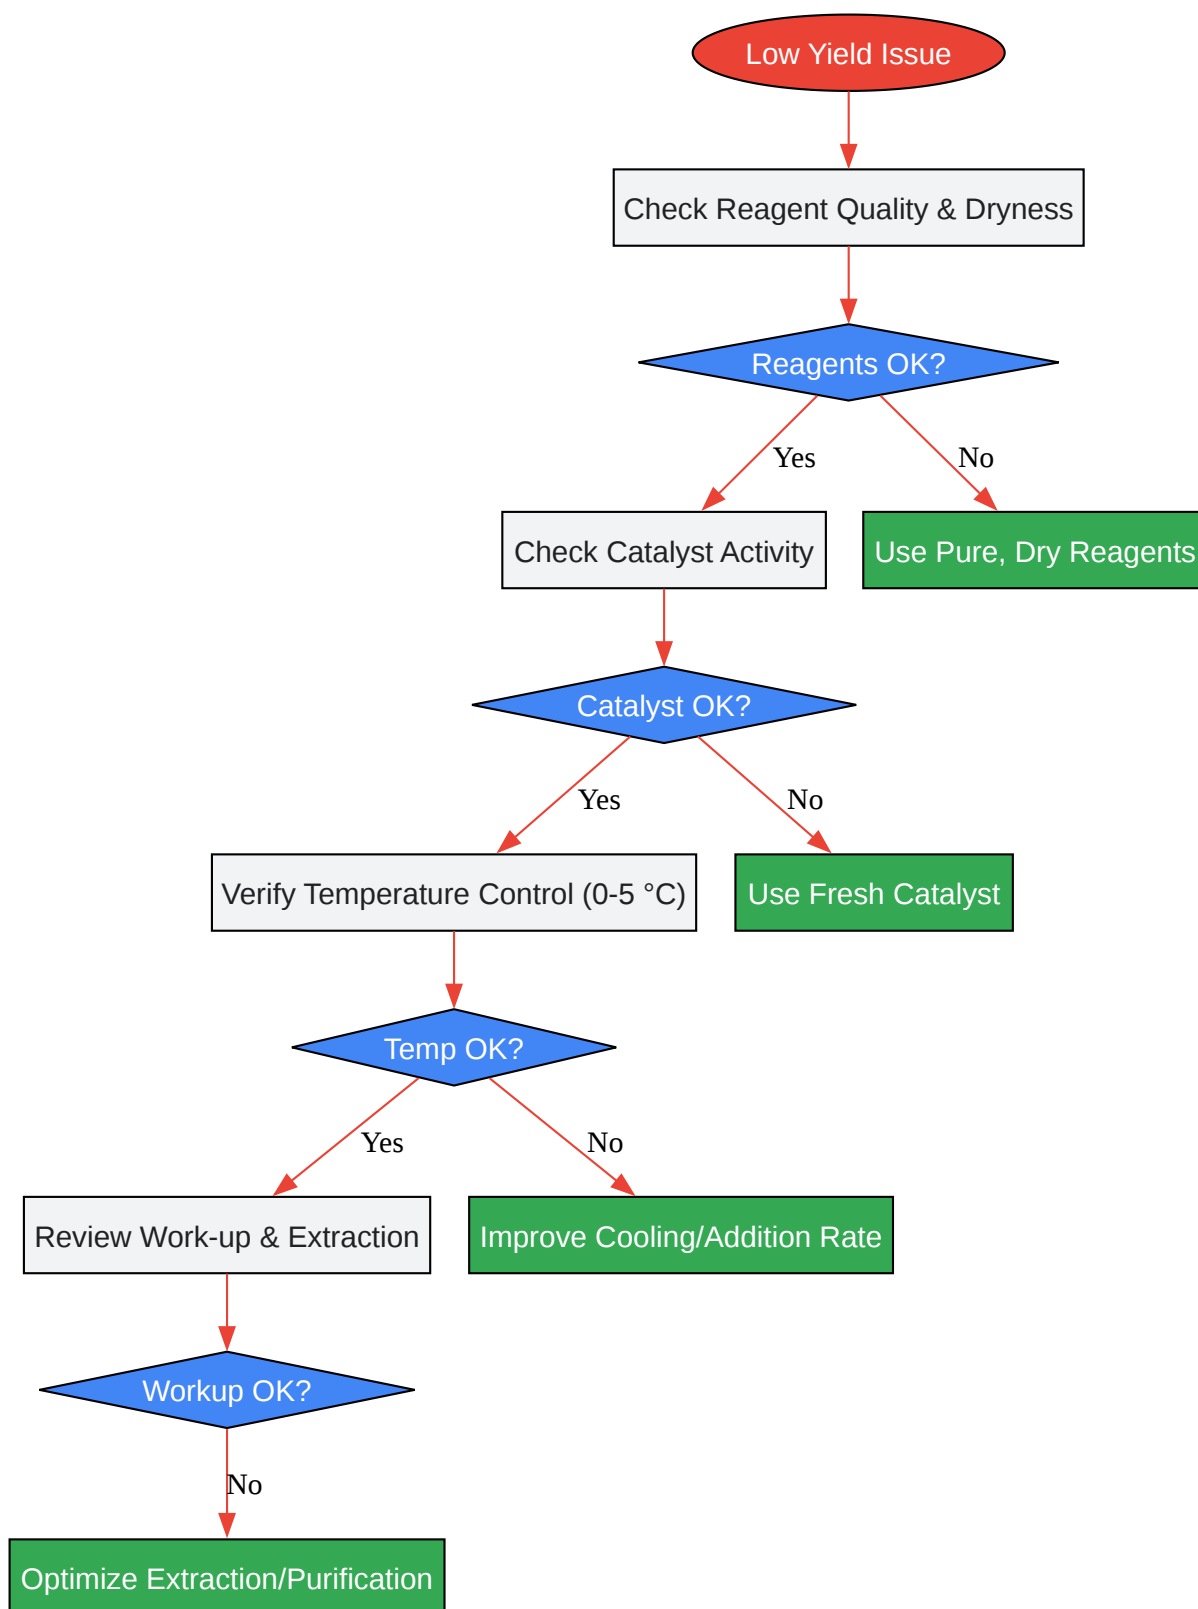 Low Yield Issue
Check Reagent Quality & Dryness
Reagents OK?
Yes
No
Check Catalyst Activity
Use Pure, Dry Reagents
Catalyst OK?
Yes
No
Verify Temperature Control (0-5 °C)
Use Fresh Catalyst
Temp OK?
Yes
No
Review Work-up & Extraction
Improve Cooling/Addition Rate
Workup OK?
No
Optimize Extraction/Purification